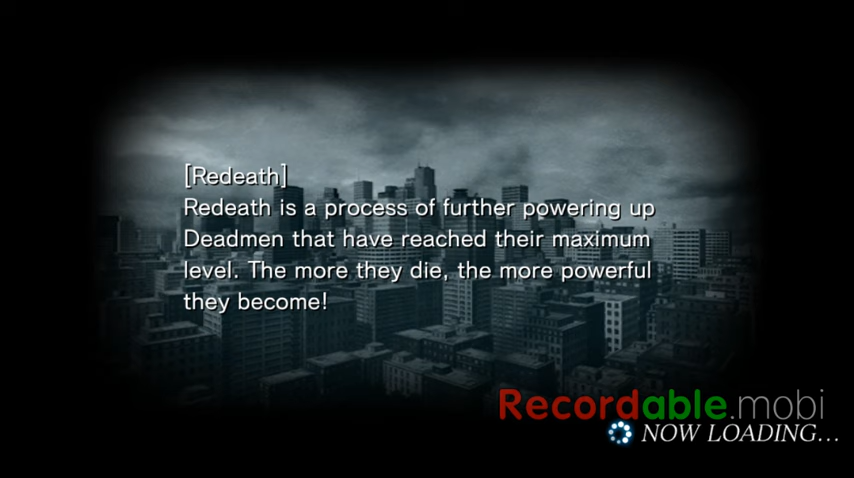 [Redeath]
Redeath is a process of further powering up
Deadmen that have reached their maximum
level. The more they die, the more powerful
they become!
Recordable.mobi
NOW LOADING...